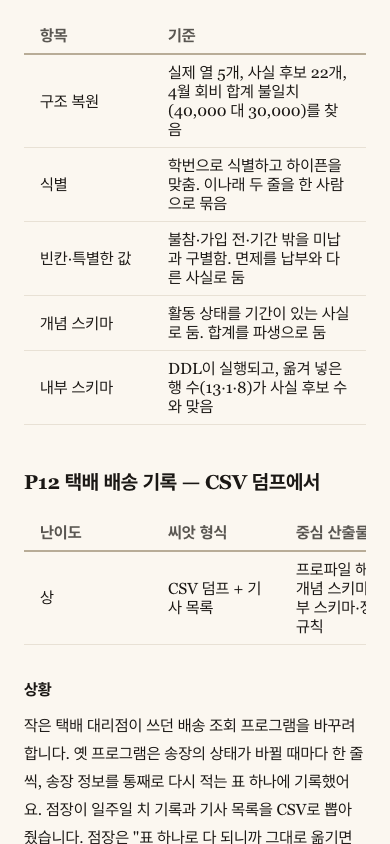 항목 기준
구조 복원 실제 열 5개, 사실 후보 22개,
4월 회비 합계 불일치
(40,000 대 30,000)를 찾
음
식별 학번으로 식별하고 하이픈을
맞춤. 이나래 두 줄을 한 사람
으로 묶음
빈칸·특별한 값 불참·가입 전·기간 밖을 미납
과 구별함. 면제를 납부와 다
른 사실로 둠
개념 스키마 활동 상태를 기간이 있는 사실
로 둠. 합계를 파생으로 둠
내부 스키마 DDL이 실행되고, 옮겨 넣은
행 수(13·1·8)가 사실 후보 수
와 맞음
P12 택배 배송 기록 — CSV 덤프에서
난이도 씨앗 형식 중심 산출물
상 CSV 덤프 + 기
사 목록
프로파일 해
개념 스키마
부 스키마·정
규칙
상황
작은 택배 대리점이 쓰던 배송 조회 프로그램을 바꾸려
합니다. 옛 프로그램은 송장의 상태가 바뀔 때마다 한 줄
씩, 송장 정보를 통째로 다시 적는 표 하나에 기록했어
요. 점장이 일주일 치 기록과 기사 목록을 CSV로 뽑아
줬습니다. 점장은 "표 하나로 다 되니까 그대로 옮기면